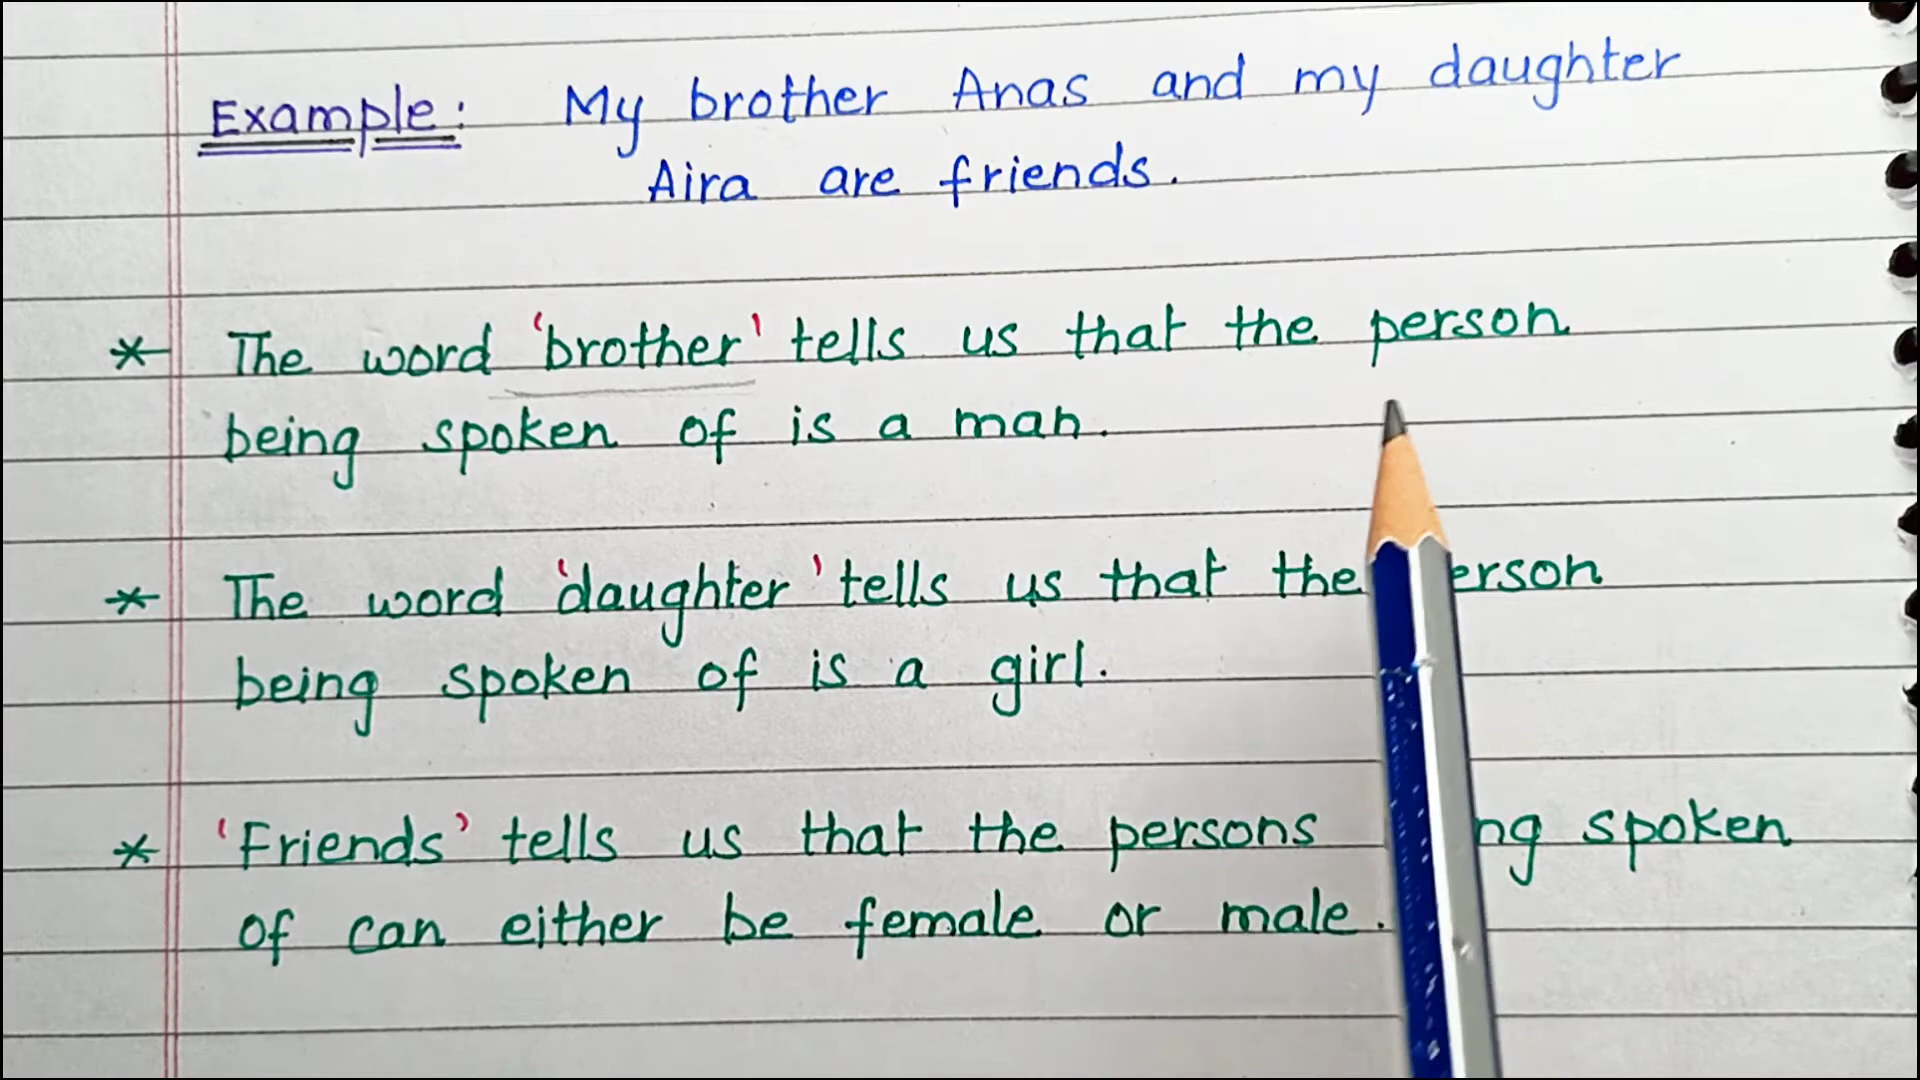 Example: My brother Anas and my daughter
Aira are friends.
* The word 'brother' tells us that the person
being spoken of is a man.
* The word 'daughter' tells us that the erson
being spoken of is a girl.
* 'Friends' tells us that the persons ng spoken
of can either be female or male.